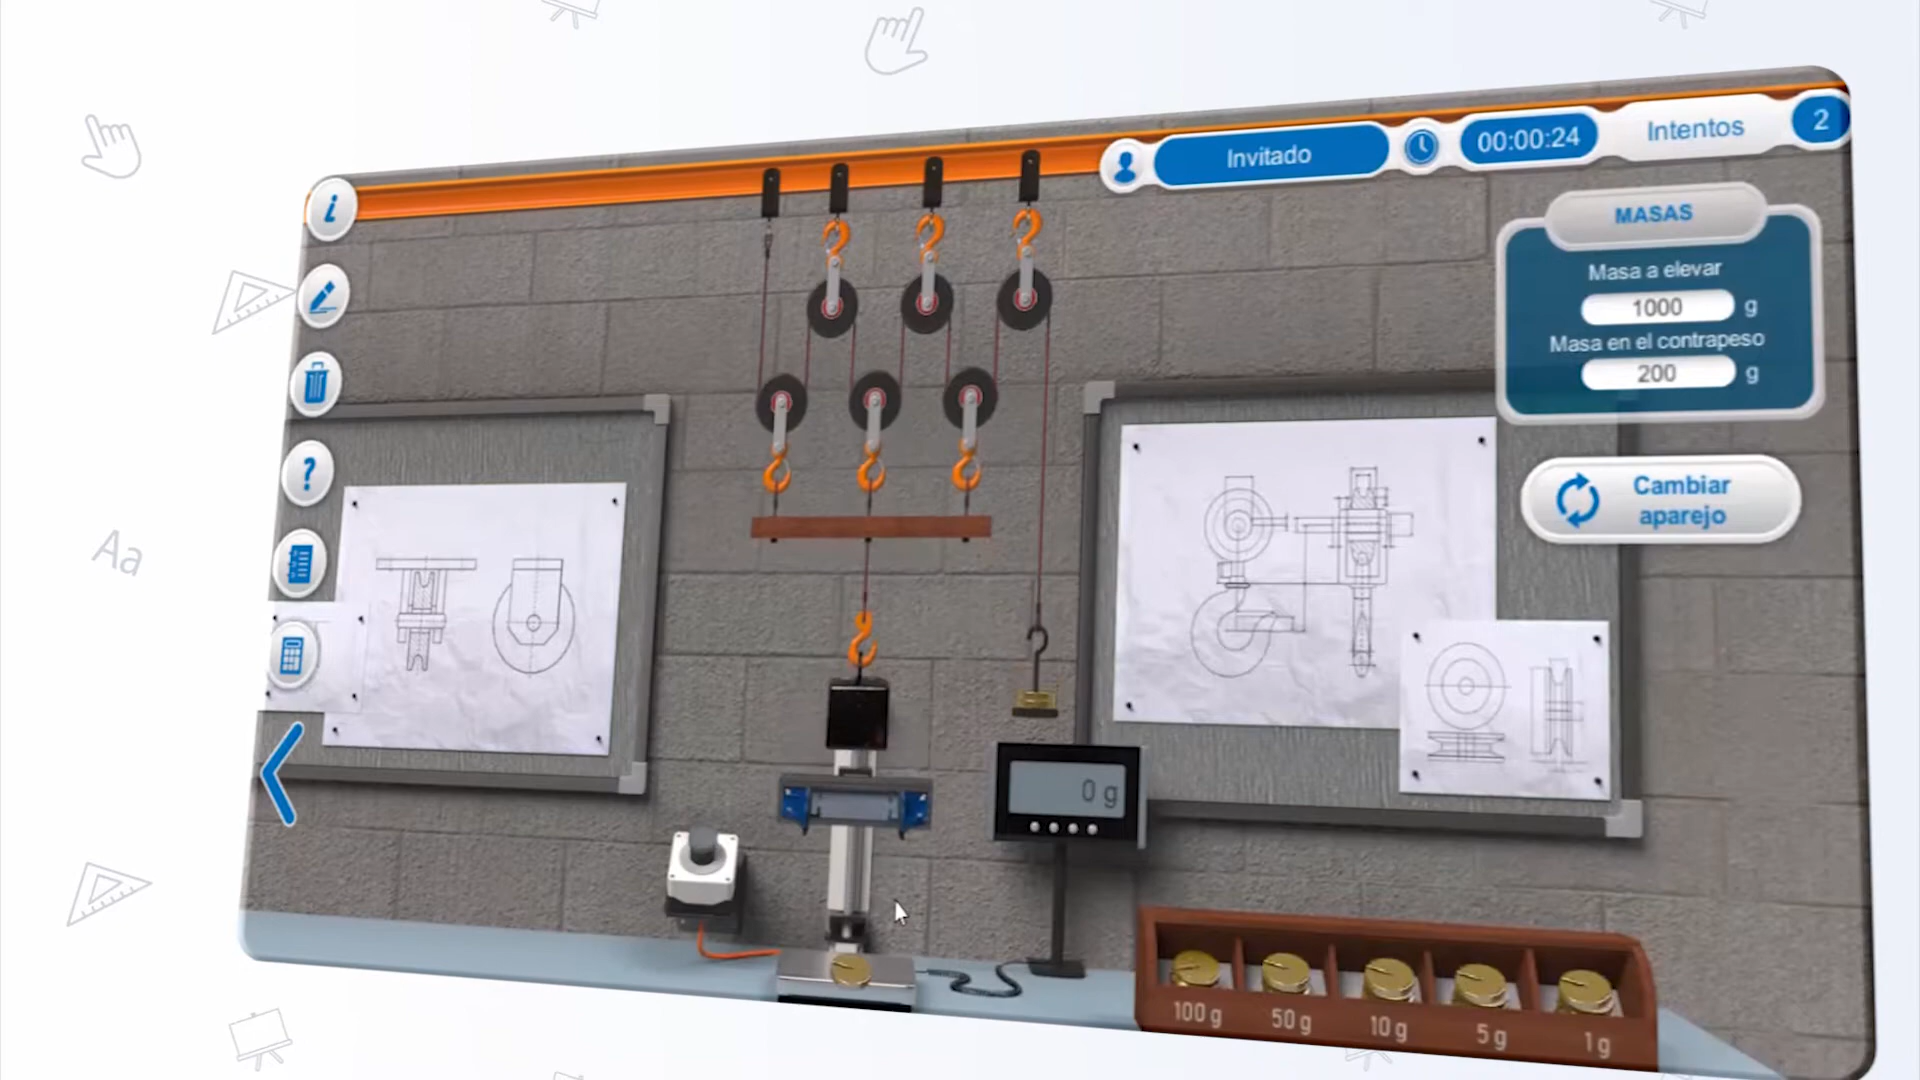 Invitado
00:00:24
Intentos
2
MASAS
Masa a elevar
1000 g
Masa en el contrapeso
200 g
Cambiar
aparejo
i
?
Aa
0 g
100 g
50 g
10 g
5 g
1 g